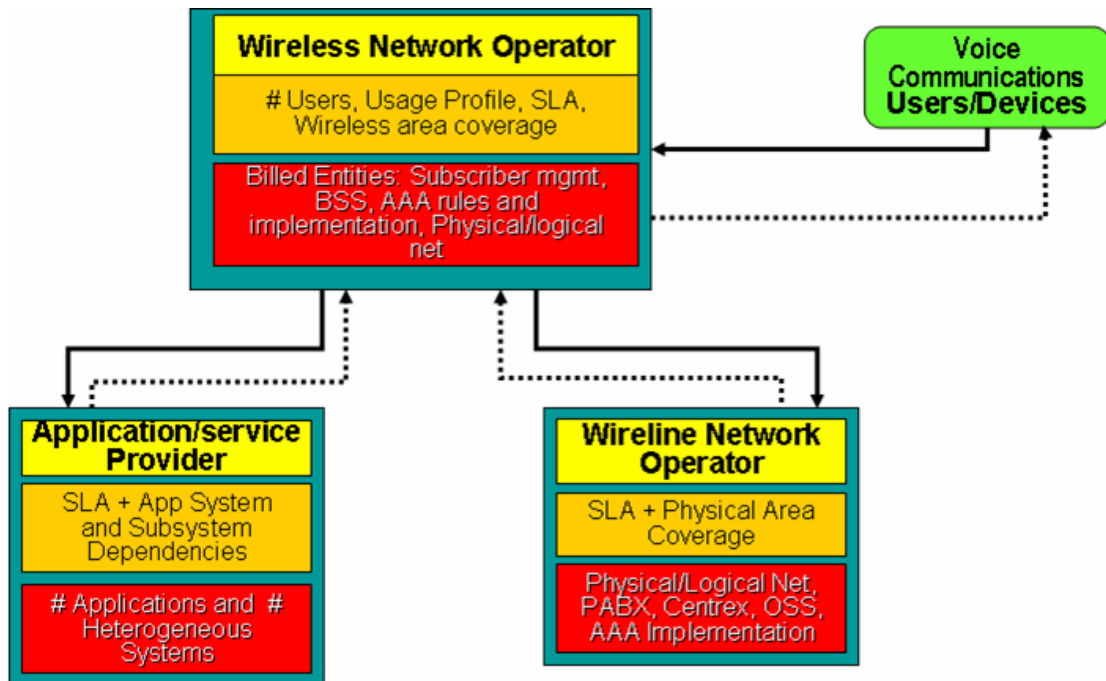 Wireless Network Operator
# Users, Usage Profile, SLA,
Wireless area coverage
Billed Entities: Subscriber mgmt,
BSS, AAA rules and
implementation, Physical/logical
net
Voice
Communications
Users/Devices
Application/service
Provider
SLA + App System
and Subsystem
Dependencies
# Applications and #
Heterogeneous
Systems
Wireline Network
Operator
SLA + Physical Area
Coverage
Physical/Logical Net,
PABX, Centrex, OSS,
AAA Implementation